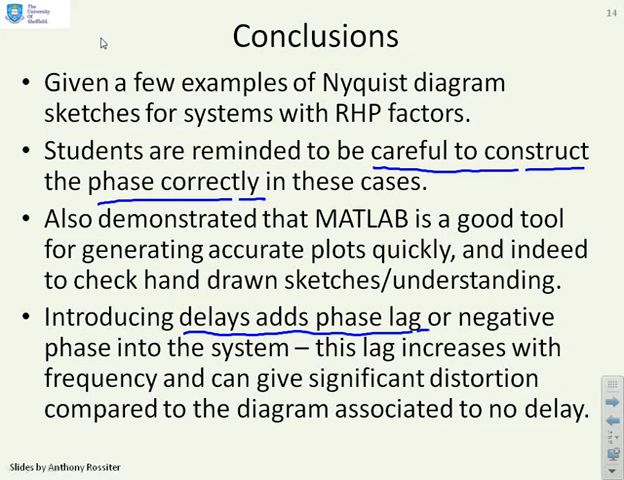 The
University
Of
Sheffield.
14
Conclusions
• Given a few examples of Nyquist diagram
sketches for systems with RHP factors.
• Students are reminded to be careful to construct
the phase correctly in these cases.
• Also demonstrated that MATLAB is a good tool
for generating accurate plots quickly, and indeed
to check hand drawn sketches/understanding.
• Introducing delays adds phase lag or negative
phase into the system – this lag increases with
frequency and can give significant distortion
compared to the diagram associated to no delay.
Slides by Anthony Rossiter